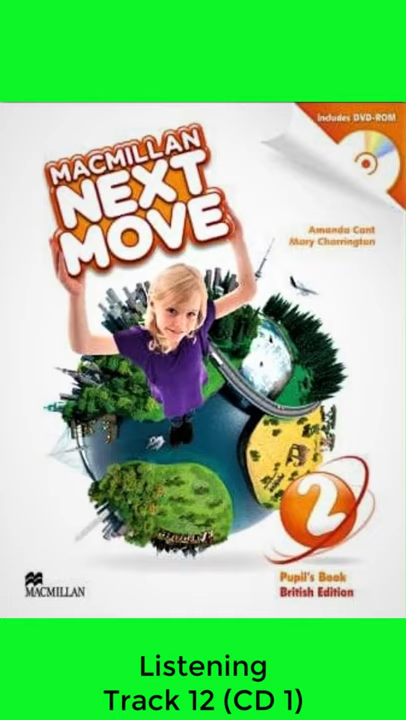 Includes DVD-ROM
MACMILLAN
NEXT
MOVE
Amanda Cant
Mary Charrington
2
Pupil's Book
British Edition
MACMILLAN
Listening
Track 12 (CD 1)